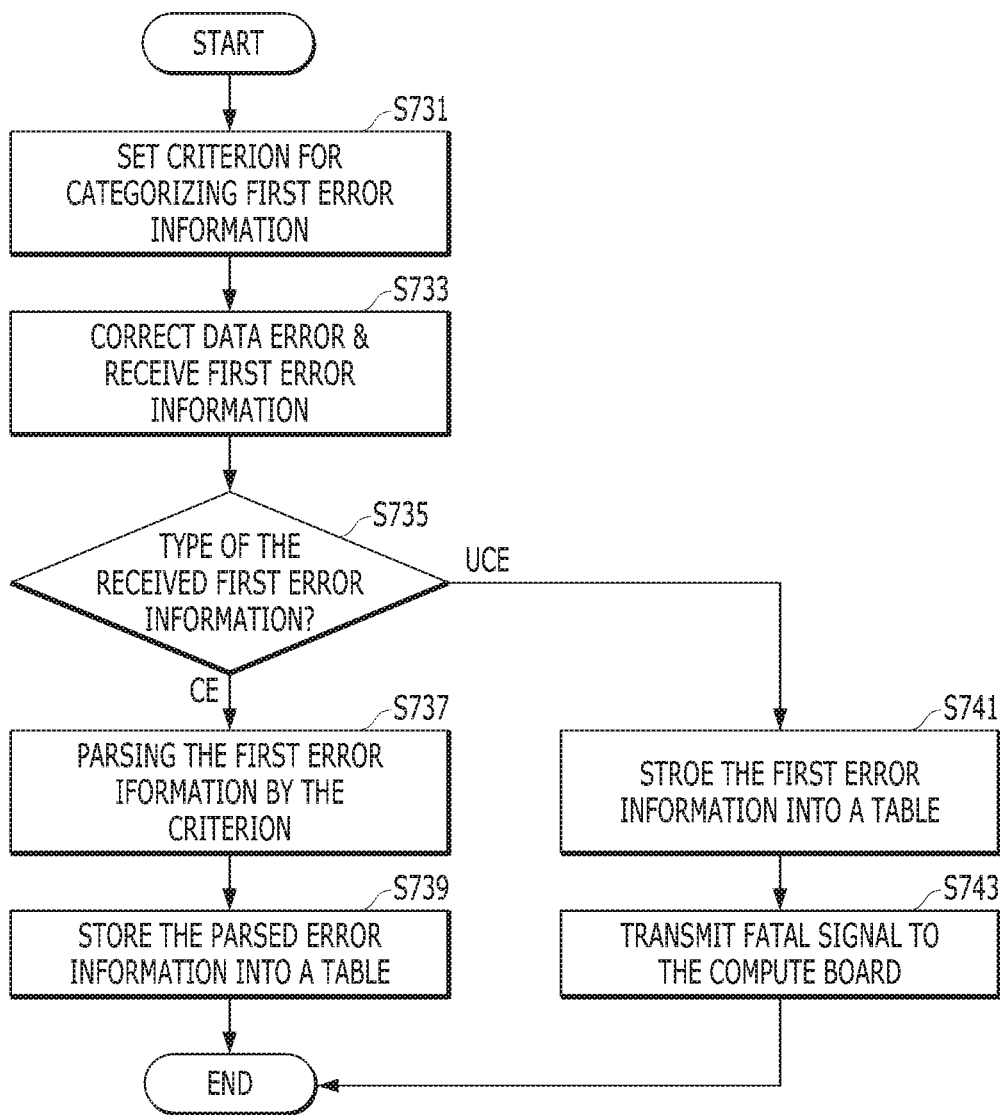 START
S731
SET CRITERION FOR
CATEGORIZING FIRST ERROR
INFORMATION
S733
CORRECT DATA ERROR &
RECEIVE FIRST ERROR
INFORMATION
S735
TYPE OF THE
RECEIVED FIRST ERROR
INFORMATION?
UCE
CE
S737
PARSING THE FIRST ERROR
IFORMATION BY THE
CRITERION
S739
STORE THE PARSED ERROR
INFORMATION INTO A TABLE
S741
STROE THE FIRST ERROR
INFORMATION INTO A TABLE
S743
TRANSMIT FATAL SIGNAL TO
THE COMPUTE BOARD
END